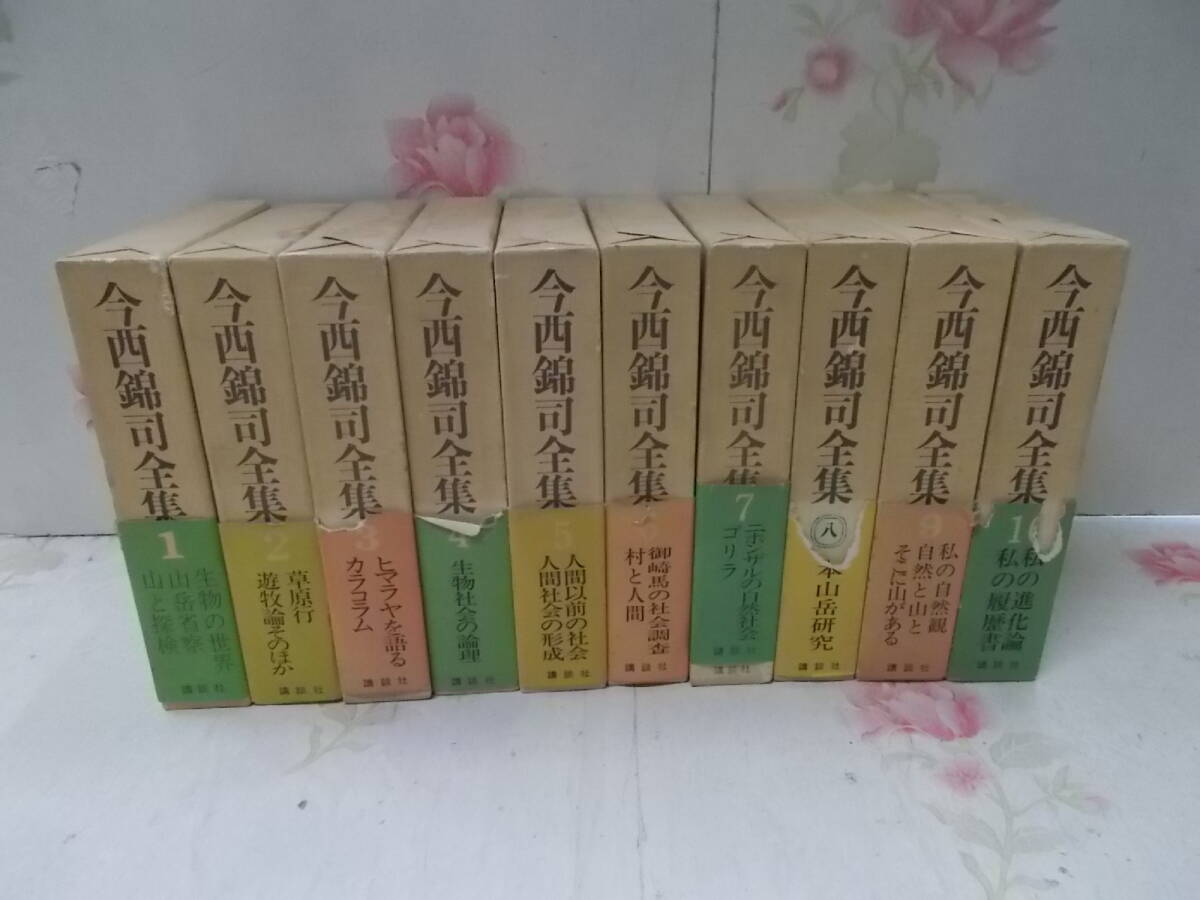 今西錦司全集
1
生物の世界
山岳省察
山と探検
講談社
今西錦司全集
2
草原行
遊牧論そのほか
講談社
今西錦司全集
3
ヒマラヤを語る
カラコラム
講談社
今西錦司全集
4
生物社会の論理
講談社
今西錦司全集
5
人間以前の社会
人間社会の形成
講談社
今西錦司全集
6
御崎馬の社会調査
村と人間
講談社
今西錦司全集
7
ニホンザルの自然社会
ゴリラ
講談社
今西錦司全集
八
本山岳研究
講談社
今西錦司全集
9
私の自然観
自然と山と
そこに山がある
講談社
今西錦司全集
1
私の進化論
私の履歴書
講談社